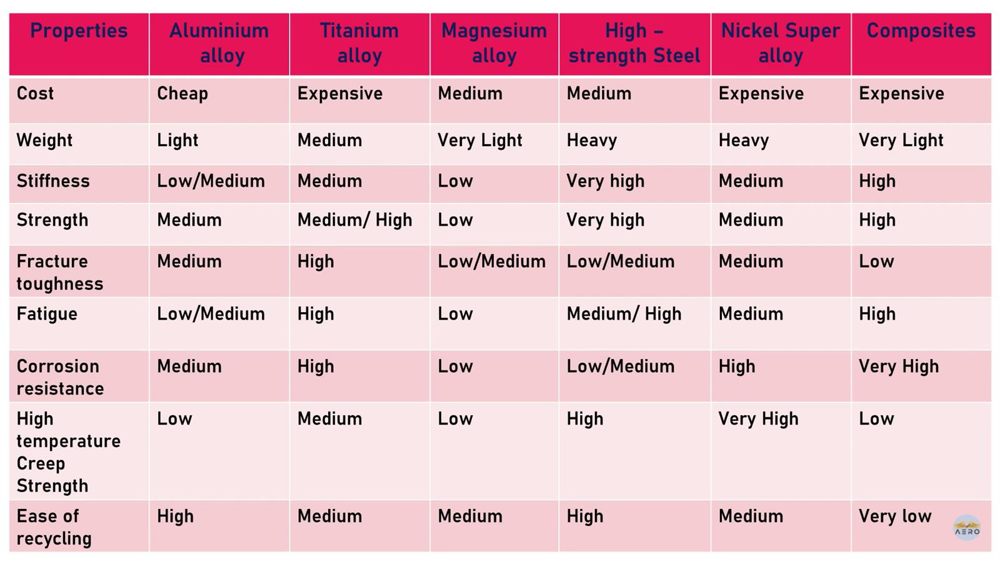 Properties
Aluminium
alloy
Titanium
alloy
Magnesium
alloy
High –
strength Steel
Nickel Super
alloy
Composites
Cost
Cheap
Expensive
Medium
Medium
Expensive
Expensive
Weight
Light
Medium
Very Light
Heavy
Heavy
Very Light
Stiffness
Low/Medium
Medium
Low
Very high
Medium
High
Strength
Medium
Medium/ High
Low
Very high
Medium
High
Fracture
toughness
Medium
High
Low/Medium
Low/Medium
Medium
Low
Fatigue
Low/Medium
High
Low
Medium/ High
Medium
High
Corrosion
resistance
Medium
High
Low
Low/Medium
High
Very High
High
temperature
Creep
Strength
Low
Medium
Low
High
Very High
Low
Ease of
recycling
High
Medium
Medium
High
Medium
Very low
AERO